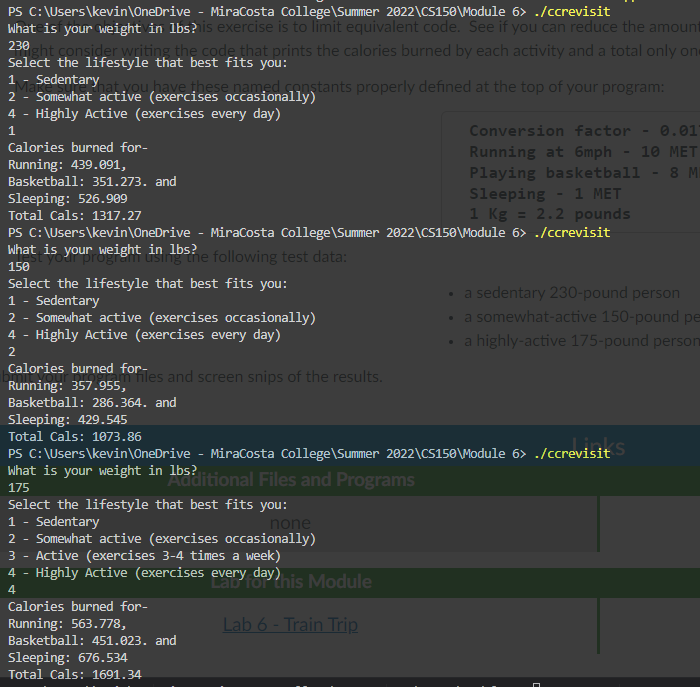 PS C:\Users\kevin\OneDrive - MiraCosta College\Summer 2022\CS150\Module 6> ./ccrevisit
What is your weight in lbs?
230
Select the lifestyle that best fits you:
1 - Sedentary
2 - Somewhat active (exercises occasionally)
4 - Highly Active (exercises every day)
1
Calories burned for-
Running: 439.091,
Basketball: 351.273. and
Sleeping: 526.909
Total Cals: 1317.27
PS C:\Users\kevin\OneDrive - MiraCosta College\Summer 2022\CS150\Module 6> ./ccrevisit
What is your weight in lbs?
150
Select the lifestyle that best fits you:
1 - Sedentary
2 - Somewhat active (exercises occasionally)
4 - Highly Active (exercises every day)
2
Calories burned for-
Running: 357.955,
Basketball: 286.364. and
Sleeping: 429.545
Total Cals: 1073.86
PS C:\Users\kevin\OneDrive - MiraCosta College\Summer 2022\CS150\Module 6> ./ccrevisit
What is your weight in lbs?
175
Select the lifestyle that best fits you:
1 - Sedentary
2 - Somewhat active (exercises occasionally)
3 - Active (exercises 3-4 times a week)
4 - Highly Active (exercises every day)
4
Calories burned for-
Running: 563.778,
Basketball: 451.023. and
Sleeping: 676.534
Total Cals: 1691.34
this exercise is to limit equivalent code. See if you can reduce the amoun
consider writing the code that prints the calories burned by each activity and a total only
that you have these named constants properly defined at the top of your program:
Conversion factor - 0.01
Running at 6mph - 10 MET
Playing basketball - 8 M
Sleeping - 1 MET
1 Kg = 2.2 pounds
test your program using the following test data:
• a sedentary 230-pound person
• a somewhat-active 150-pound pe
• a highly-active 175-pound person
your program files and screen snips of the results.
Links
Additional Files and Programs
none
Lab for this Module
Lab 6 - Train Trip